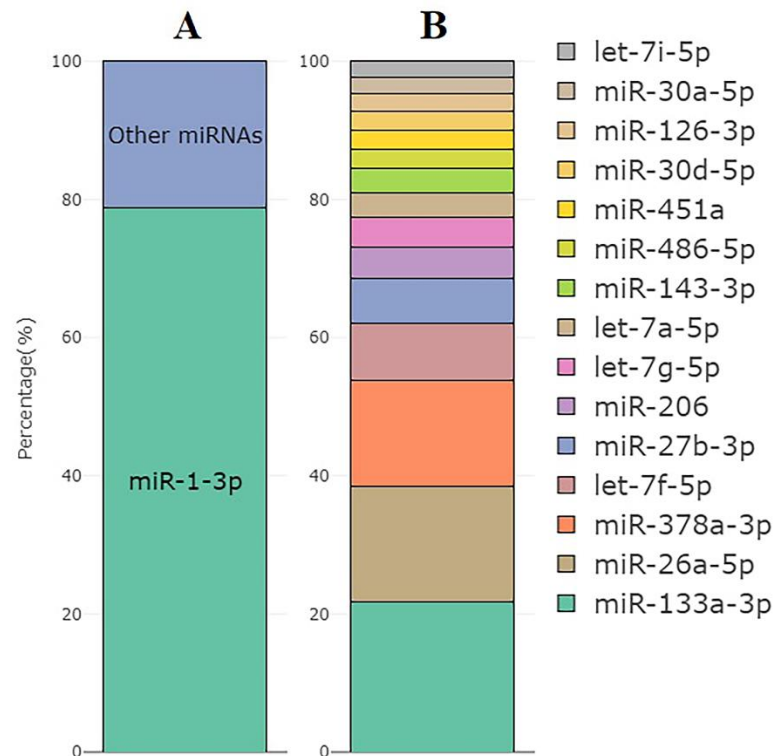 A
B
Percentage(%)
100
80
60
40
20
0
Other miRNAs
miR-1-3p
100
80
60
40
20
0
let-7i-5p
miR-30a-5p
miR-126-3p
miR-30d-5p
miR-451a
miR-486-5p
miR-143-3p
let-7a-5p
let-7g-5p
miR-206
miR-27b-3p
let-7f-5p
miR-378a-3p
miR-26a-5p
miR-133a-3p